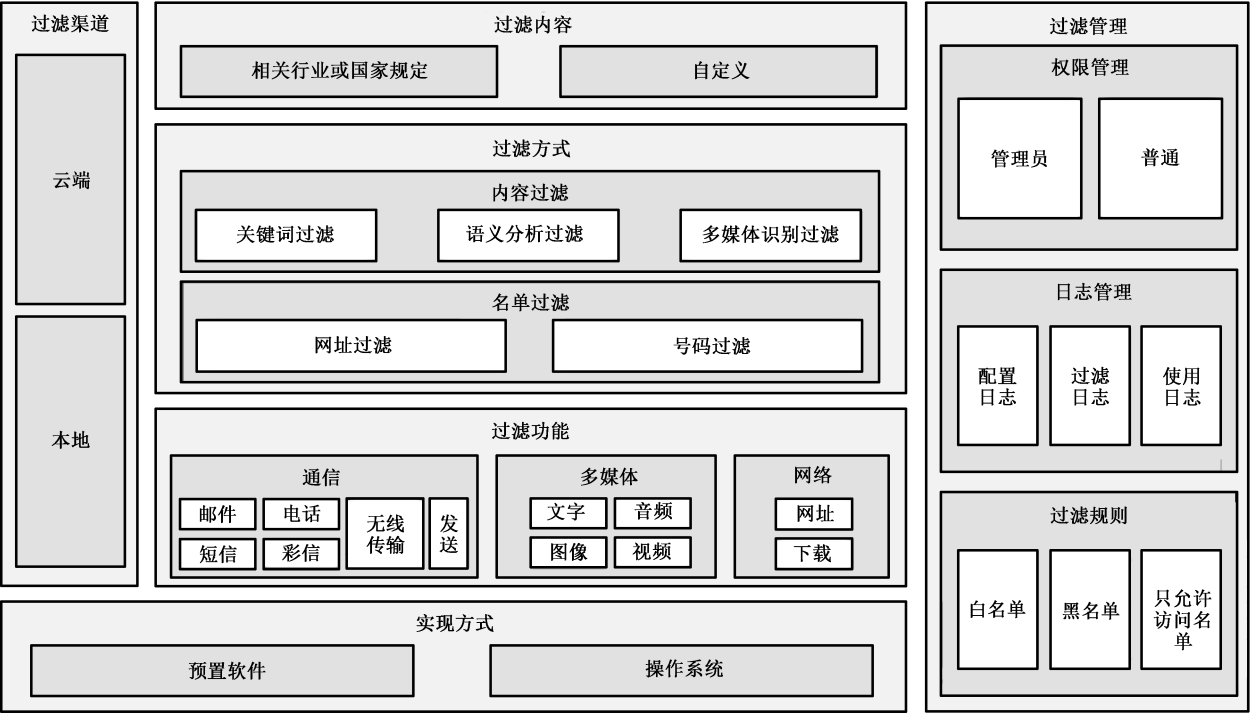 过滤渠道
云端
本地
过滤内容
相关行业或国家规定
自定义
过滤方式
内容过滤
关键词过滤
语义分析过滤
多媒体识别过滤
名单过滤
网址过滤
号码过滤
过滤功能
通信
邮件
电话
短信
彩信
无线
传输
发
送
多媒体
文字
音频
图像
视频
网络
网址
下载
实现方式
预置软件
操作系统
过滤管理
权限管理
管理员
普通
日志管理
配置
日志
过滤
日志
使用
日志
过滤规则
白名单
黑名单
只允许
访问名
单